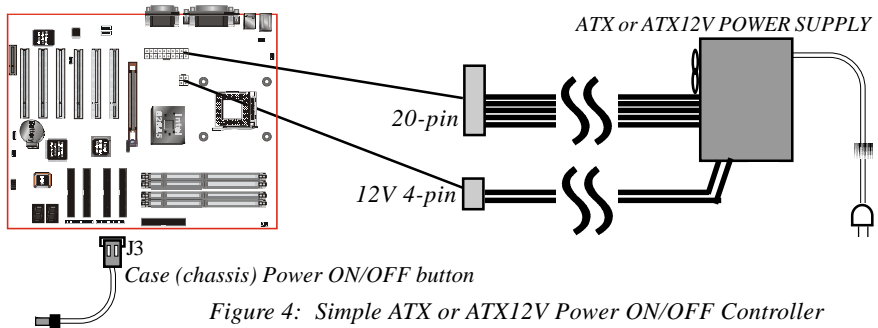 ATX or ATX12V POWER SUPPLY
20-pin
12V 4-pin
Battery
J3
Case (chassis) Power ON/OFF button
Figure 4: Simple ATX or ATX12V Power ON/OFF Controller